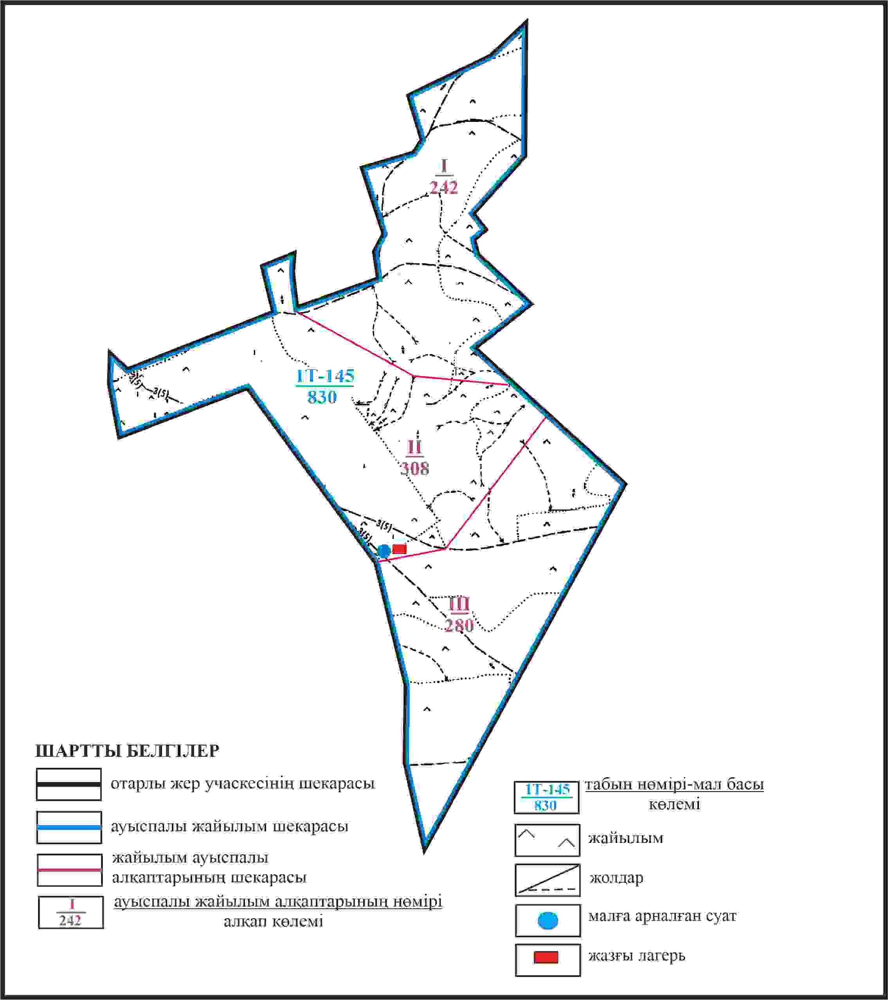 I
242
1Т-145
830
3(5)
3(5)
II
308
3(5)
3(5)
III
280
ШАРТТЫ БЕЛГІЛЕР
отарлы жер учаскесінің шекарасы
ауыспалы жайылым шекарасы
жайылым ауыспалы
алқаптарының шекарасы
I
242
ауыспалы жайылым алқаптарының нөмірі
алқап көлемі
1Т-145
830
табын нөмірі-мал басы
көлемі
жайылым
жолдар
малға арналған суат
жазғы лагерь